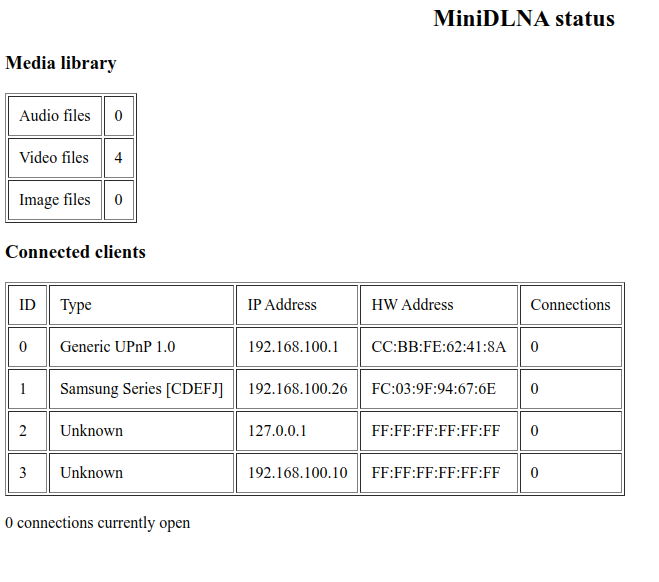 MiniDLNA status
Media library
Audio files 0
Video files 4
Image files 0
Connected clients
ID Type IP Address HW Address Connections
0 Generic UPnP 1.0 192.168.100.1 CC:BB:FE:62:41:8A 0
1 Samsung Series [CDEFJ] 192.168.100.26 FC:03:9F:94:67:6E 0
2 Unknown 127.0.0.1 FF:FF:FF:FF:FF:FF 0
3 Unknown 192.168.100.10 FF:FF:FF:FF:FF:FF 0
0 connections currently open